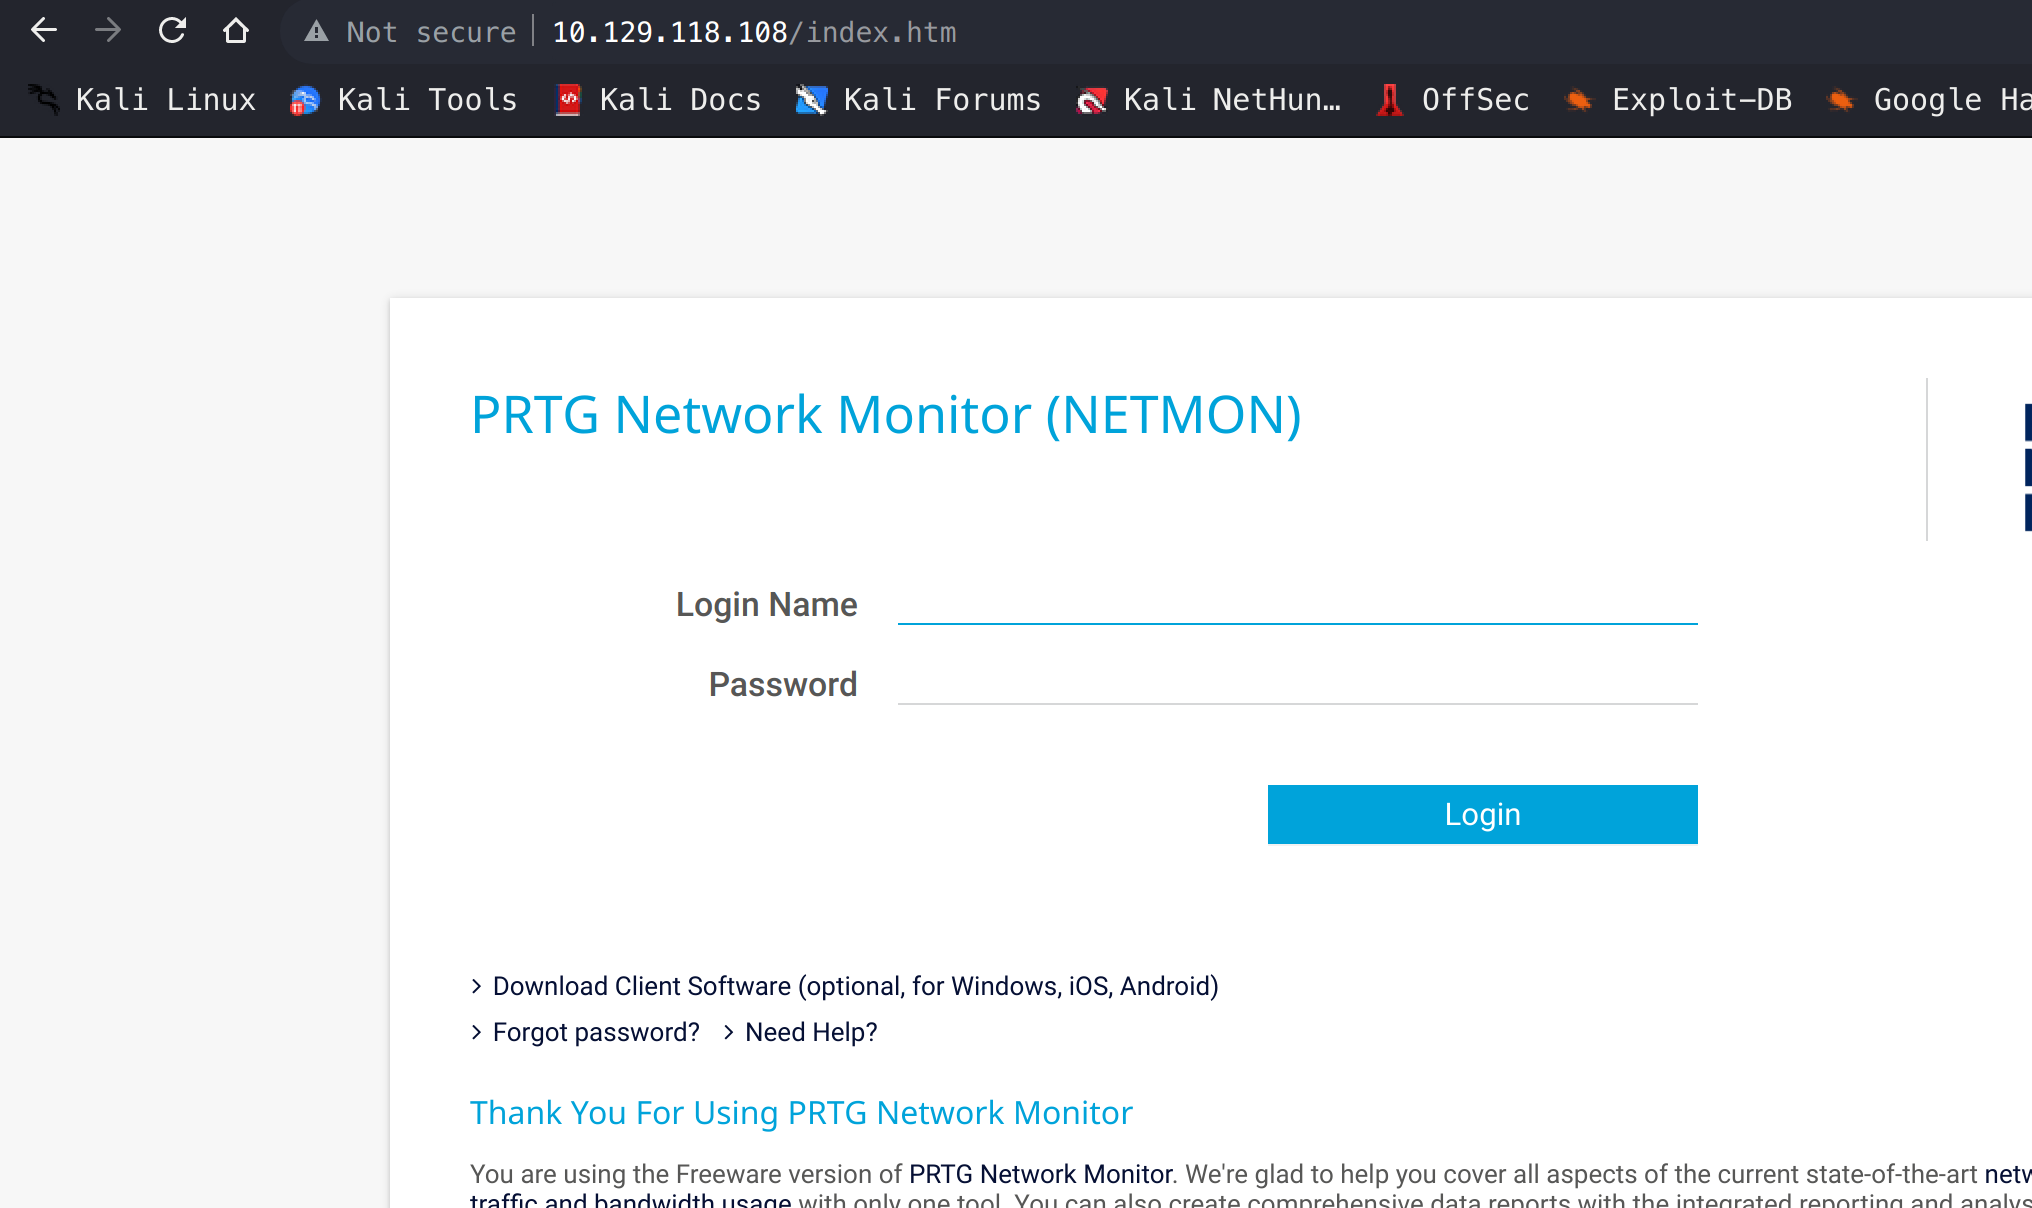 Not secure 10.129.118.108/index.htm
Kali Linux Kali Tools Kali Docs Kali Forums Kali NetHun… OffSec Exploit-DB Google Ha
PRTG Network Monitor (NETMON)
Login Name
Password
Login
Download Client Software (optional, for Windows, iOS, Android)
Forgot password? Need Help?
Thank You For Using PRTG Network Monitor
You are using the Freeware version of PRTG Network Monitor. We're glad to help you cover all aspects of the current state-of-the-art netw
traffic and bandwidth usage with only one tool. You can also create comprehensive data reports with the integrated reporting and analys